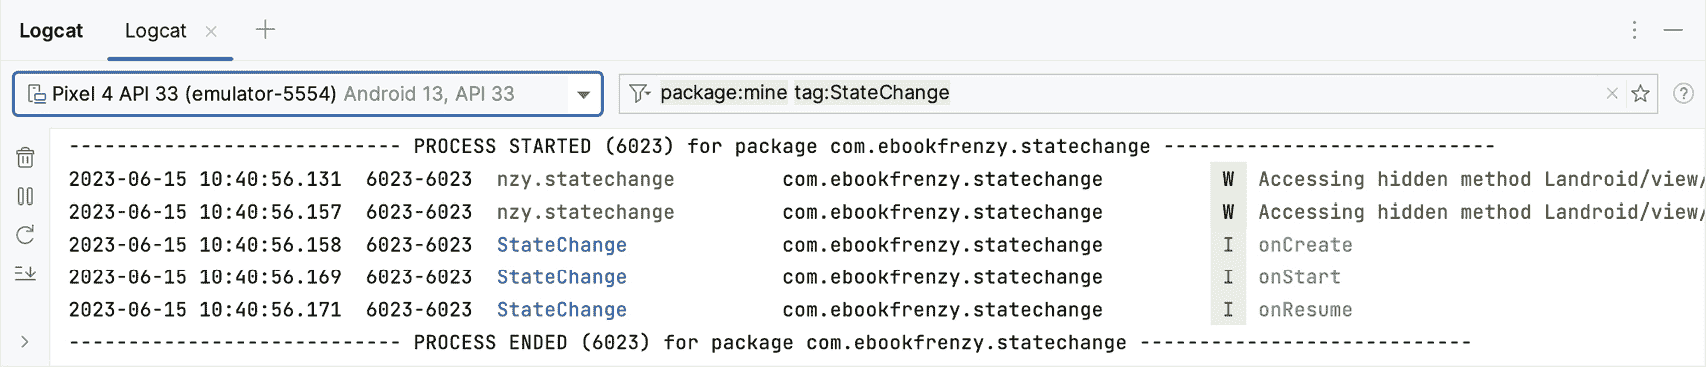 Logcat Logcat
Pixel 4 API 33 (emulator-5554) Android 13, API 33 package:mine tag:StateChange
---------------------------- PROCESS STARTED (6023) for package com.ebookfrenzy.statechange ----------------------------
2023-06-15 10:40:56.131 6023-6023 nzy.statechange com.ebookfrenzy.statechange W Accessing hidden method Landroid/view/
2023-06-15 10:40:56.157 6023-6023 nzy.statechange com.ebookfrenzy.statechange W Accessing hidden method Landroid/view/
2023-06-15 10:40:56.158 6023-6023 StateChange com.ebookfrenzy.statechange I onCreate
2023-06-15 10:40:56.169 6023-6023 StateChange com.ebookfrenzy.statechange I onStart
2023-06-15 10:40:56.171 6023-6023 StateChange com.ebookfrenzy.statechange I onResume
---------------------------- PROCESS ENDED (6023) for package com.ebookfrenzy.statechange ----------------------------